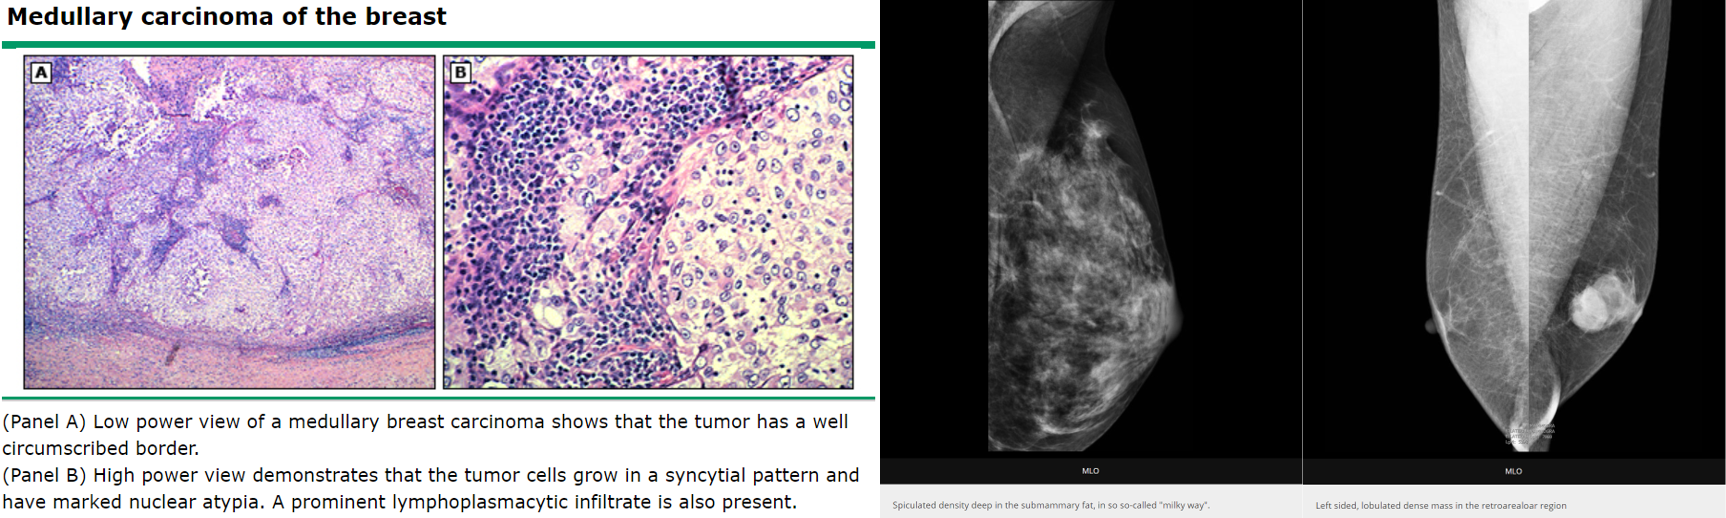 Medullary carcinoma of the breast
A
B
(Panel A) Low power view of a medullary breast carcinoma shows that the tumor has a well
circumscribed border.
(Panel B) High power view demonstrates that the tumor cells grow in a syncytial pattern and
have marked nuclear atypia. A prominent lymphoplasmacytic infiltrate is also present.
MLO
Spiculated density deep in the submammary fat, in so so-called "milky way".
MLO
Left sided, lobulated dense mass in the retroarealoar region